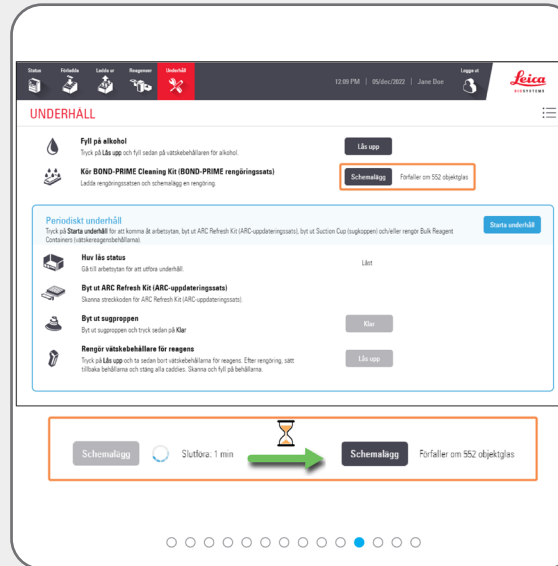 Status Förladda Ladda ur Reagenser Underhåll 12:09 PM | 05/dec/2022 | Jane Doe Logga ut Leica
BIOSYSTEMS
UNDERHÅLL
Fyll på alkohol
Tryck på Lås upp och fyll sedan på vätskebehållaren för alkohol.
Lås upp
Kör BOND-PRIME Cleaning Kit (BOND-PRIME rengöringssats)
Ladda rengöringssatsen och schemalägg en rengöring.
Schemalägg Förfaller om 552 objektglas
Periodiskt underhåll
Tryck på Starta underhåll för att komma åt arbetsytan, byt ut ARC Refresh Kit (ARC-uppdateringssats), byt ut Suction Cup (sugkoppen) och/eller rengör Bulk Reagent
Containers (vätskereagensbehållarna).
Starta underhåll
Huv lås status
Gå till arbetsytan för att utföra underhåll.
Låst
Byt ut ARC Refresh Kit (ARC-uppdateringssats)
Skanna streckkoden för ARC Refresh Kit (ARC-uppdateringssats).
Byt ut sugproppen
Byt ut sugproppen och tryck sedan på Klar
Klar
Rengör vätskebehållare för reagens
Tryck på Lås upp och ta sedan bort vätskebehållarna för reagens. Efter rengöring, sätt
tillbaka behållarna och stäng alla caddies. Skanna och fyll på behållarna.
Lås upp
Schemalägg Slutföra: 1 min Schemalägg Förfaller om 552 objektglas